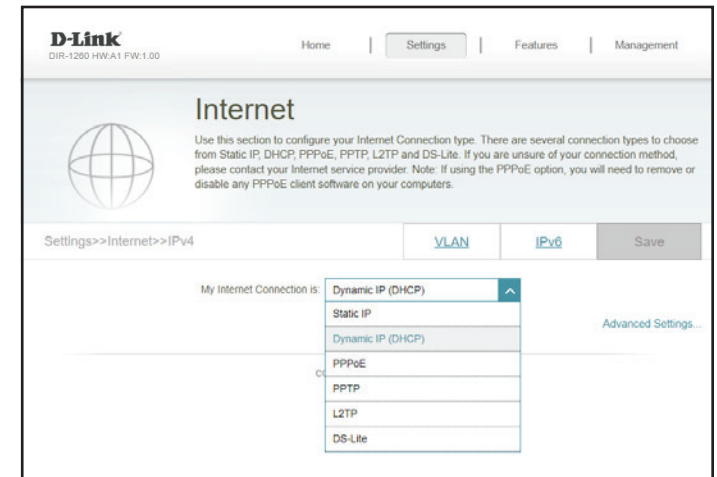 D-Link
DIR-1260 HW:A1 FW:1.00
Home | Settings | Features | Management
Internet
Use this section to configure your Internet Connection type. There are several connection types to choose
from Static IP, DHCP, PPPoE, PPTP, L2TP and DS-Lite. If you are unsure of your connection method,
please contact your Internet service provider. Note: If using the PPPoE option, you will need to remove or
disable any PPPoE client software on your computers.
Settings>>Internet>>IPv4 VLAN IPv6 Save
My Internet Connection is: Dynamic IP (DHCP)
Static IP
Advanced Settings...
Dynamic IP (DHCP)
PPPoE
PPTP
L2TP
DS-Lite